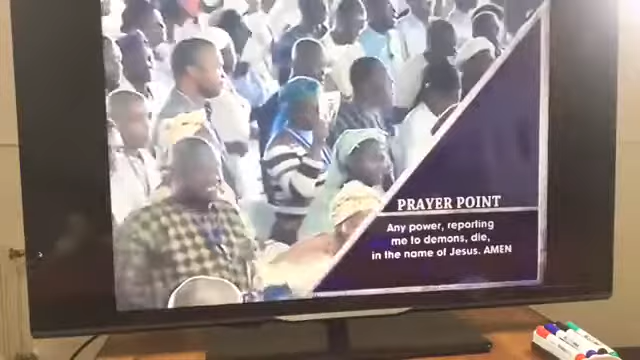 PRAYER POINT
Any power, reporting
me to demons, die,
in the name of Jesus. AMEN